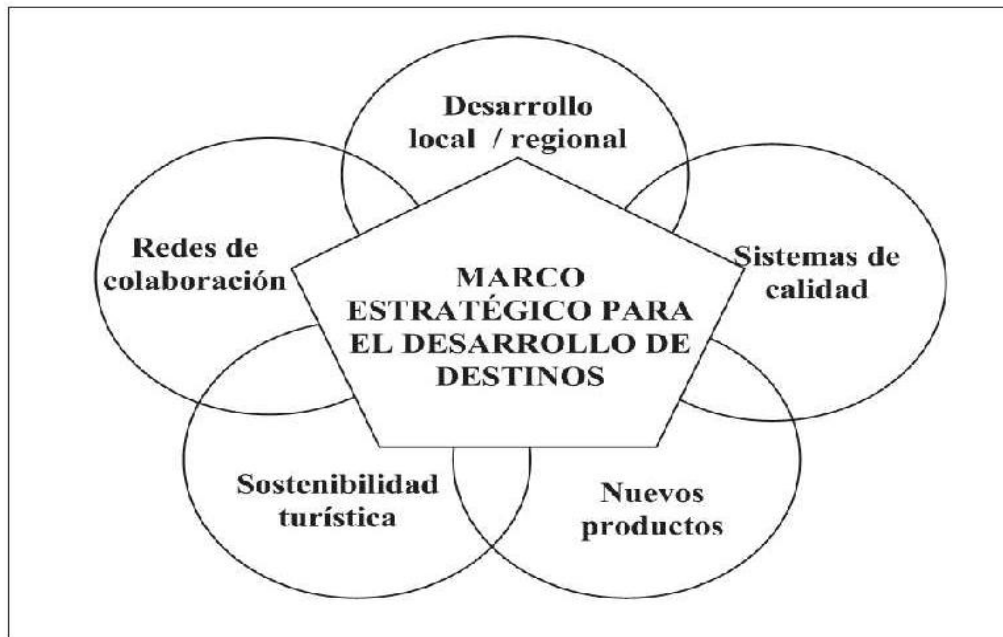 Desarrollo
local / regional
Redes de
colaboración
Sistemas de
calidad
MARCO
ESTRATÉGICO PARA
EL DESARROLLO DE
DESTINOS
Sostenibilidad
turística
Nuevos
productos